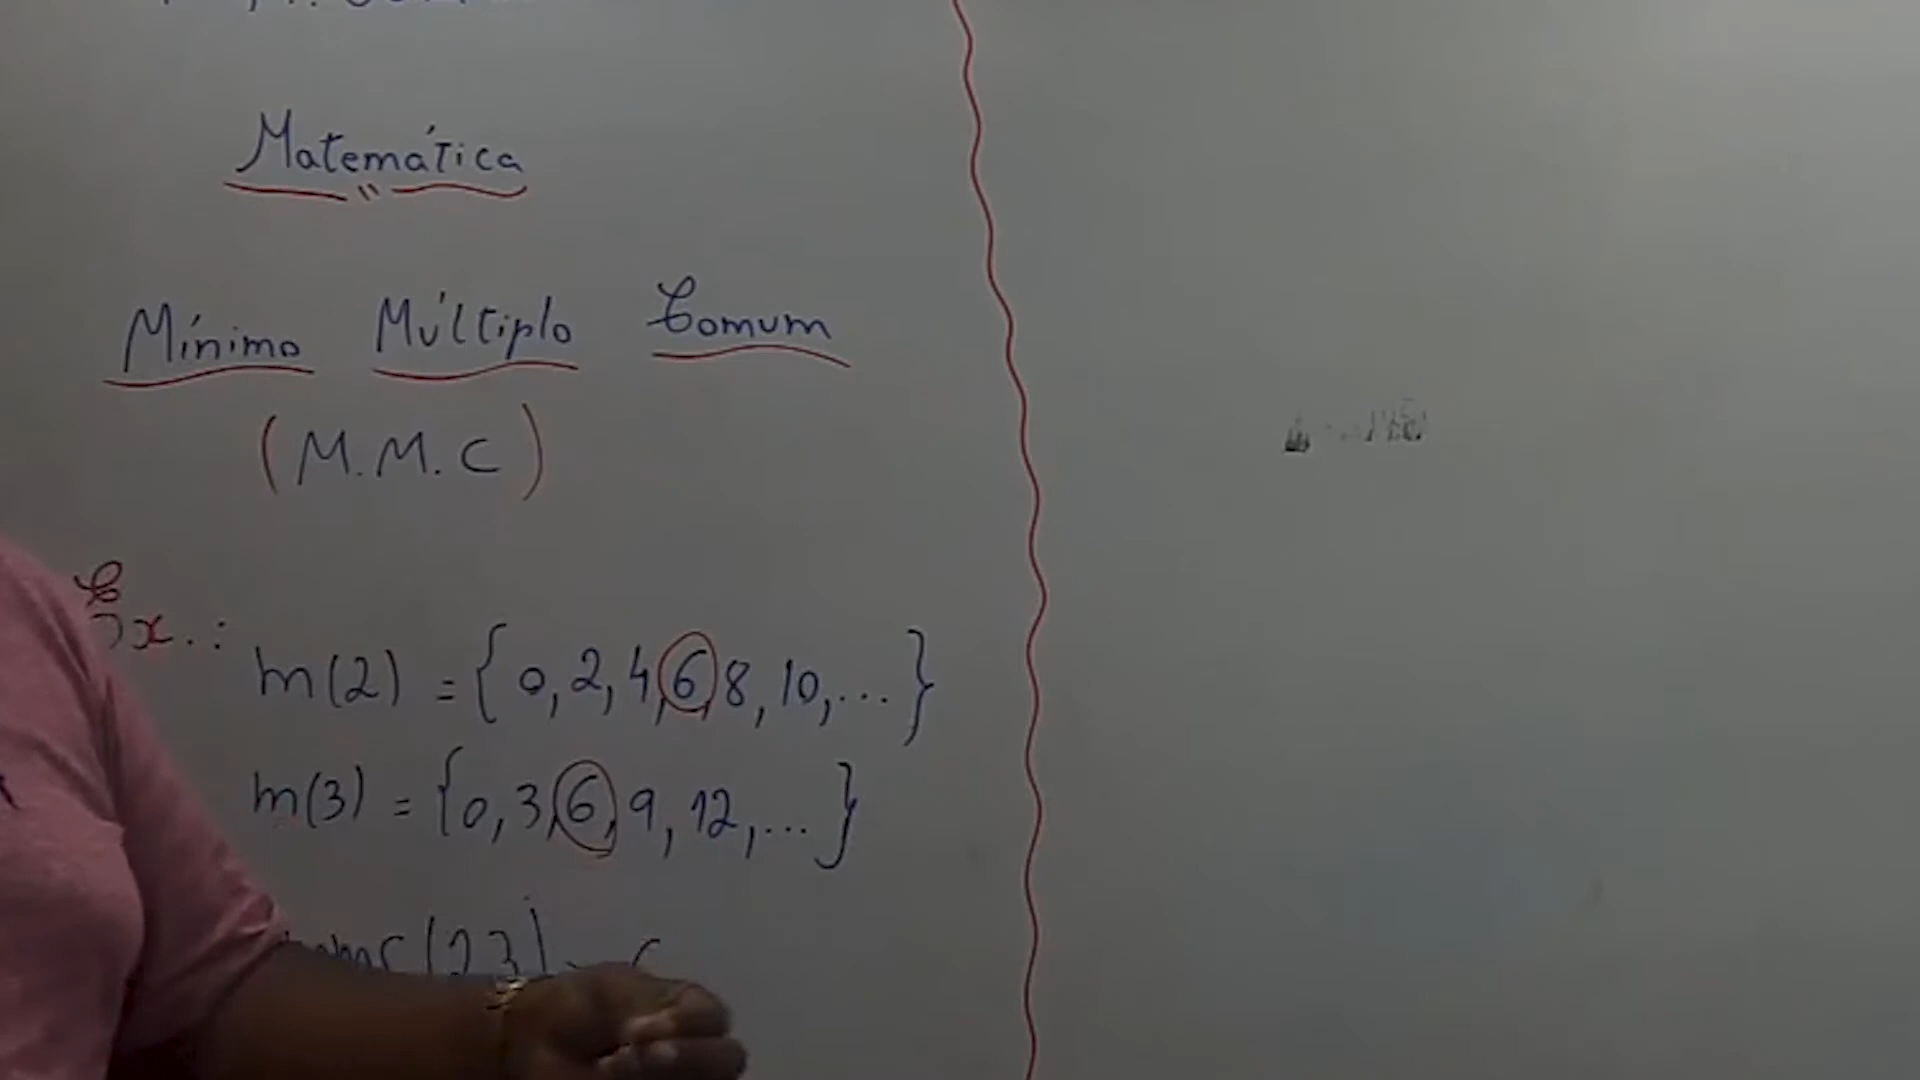 Matemática
Mínimo Múltiplo Comum
(M.M.C)
Ex.:
m(2) = {0, 2, 4, 6, 8, 10, ...}
m(3) = {0, 3, 6, 9, 12, ...}